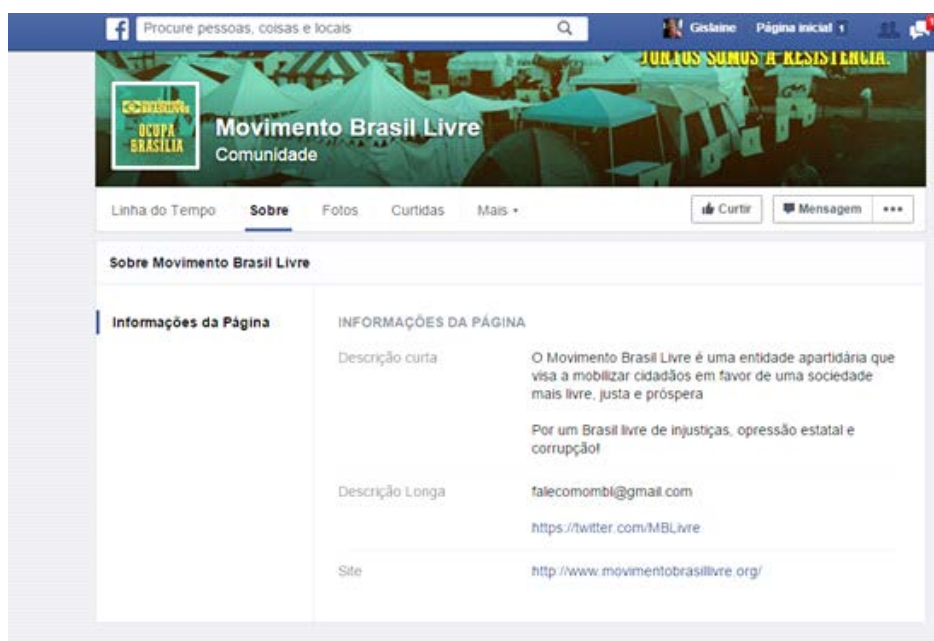 Procure pessoas, coisas e locais
Gislaine Página inicial
JUNTOS SOMOS A RESISTÊNCIA.
OCUPA
BRASÍLIA
Movimento Brasil Livre
Comunidade
Linha do Tempo Sobre Fotos Curtidas Mais
Curtir Mensagem
Sobre Movimento Brasil Livre
Informações da Página
INFORMAÇÕES DA PÁGINA
Descrição curta
O Movimento Brasil Livre é uma entidade apartidária que
visa a mobilizar cidadãos em favor de uma sociedade
mais livre, justa e próspera
Por um Brasil livre de injustiças, opressão estatal e
corrupção!
Descrição Longa
falecomombl@gmail.com
https://twitter.com/MBLivre
Site
http://www.movimentobrasillivre.org/